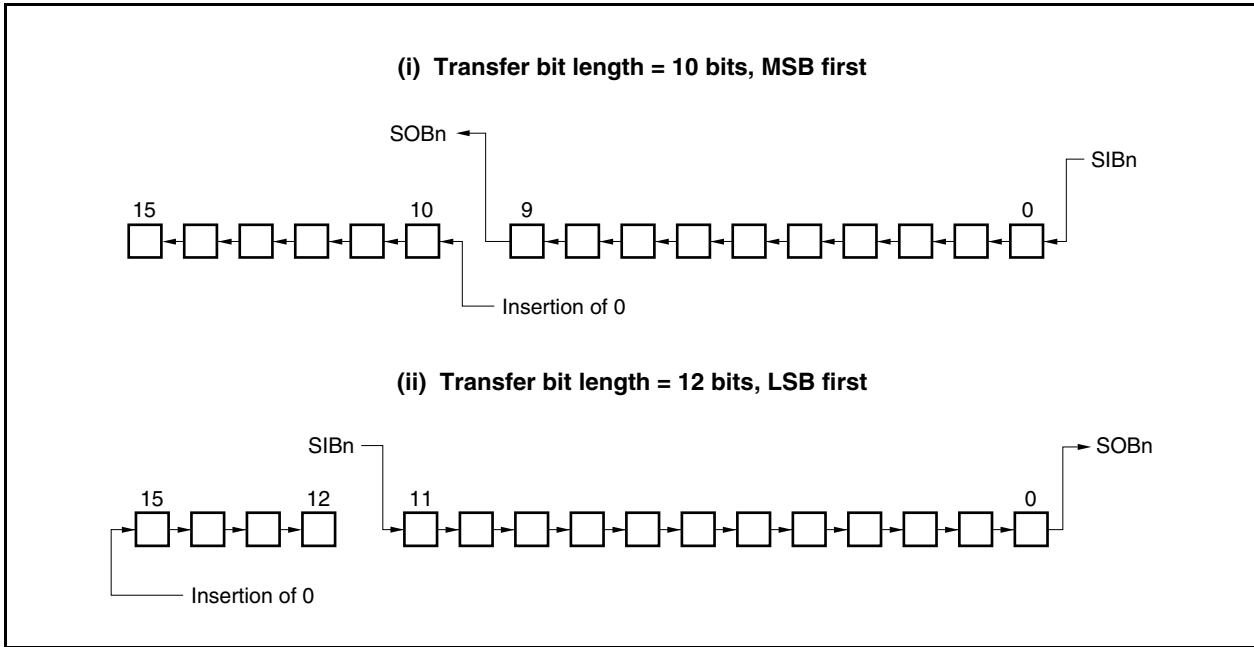 (i) Transfer bit length = 10 bits, MSB first
SOBn
SIBn
15 10 9 0
Insertion of 0
(ii) Transfer bit length = 12 bits, LSB first
SIBn
SOBn
15 12 11 0
Insertion of 0